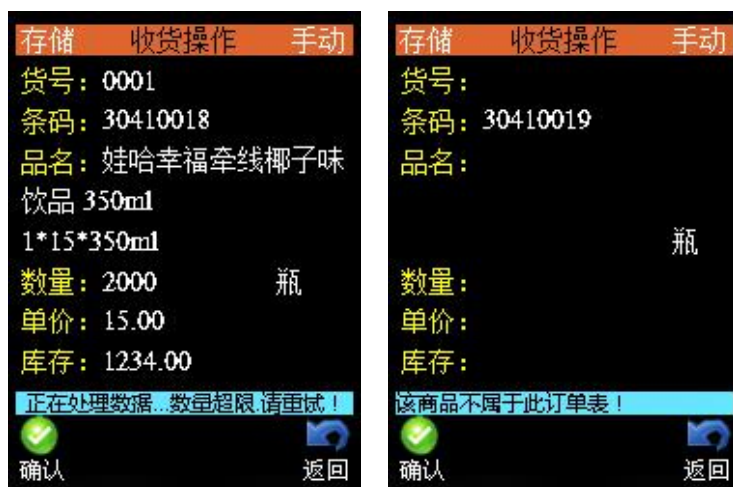 存储 收货操作 手动
货号：0001
条码：30410018
品名：娃哈幸福牵线椰子味
饮品 350ml
1*15*350ml
数量：2000 瓶
单价：15.00
库存：1234.00
正在处理数据...数量超限.请重试！
确认 返回
存储 收货操作 手动
货号：
条码：30410019
品名：
瓶
数量：
单价：
库存：
该商品不属于此订单表！
确认 返回